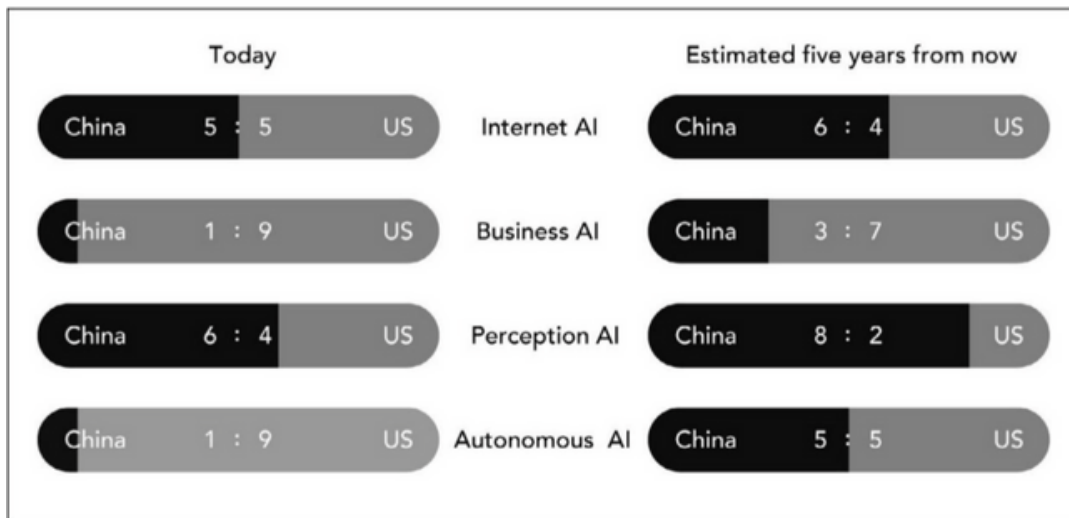 Today Estimated five years from now
China 5 : 5 US Internet AI China 6 : 4 US
China 1 : 9 US Business AI China 3 : 7 US
China 6 : 4 US Perception AI China 8 : 2 US
China 1 : 9 US Autonomous AI China 5 : 5 US